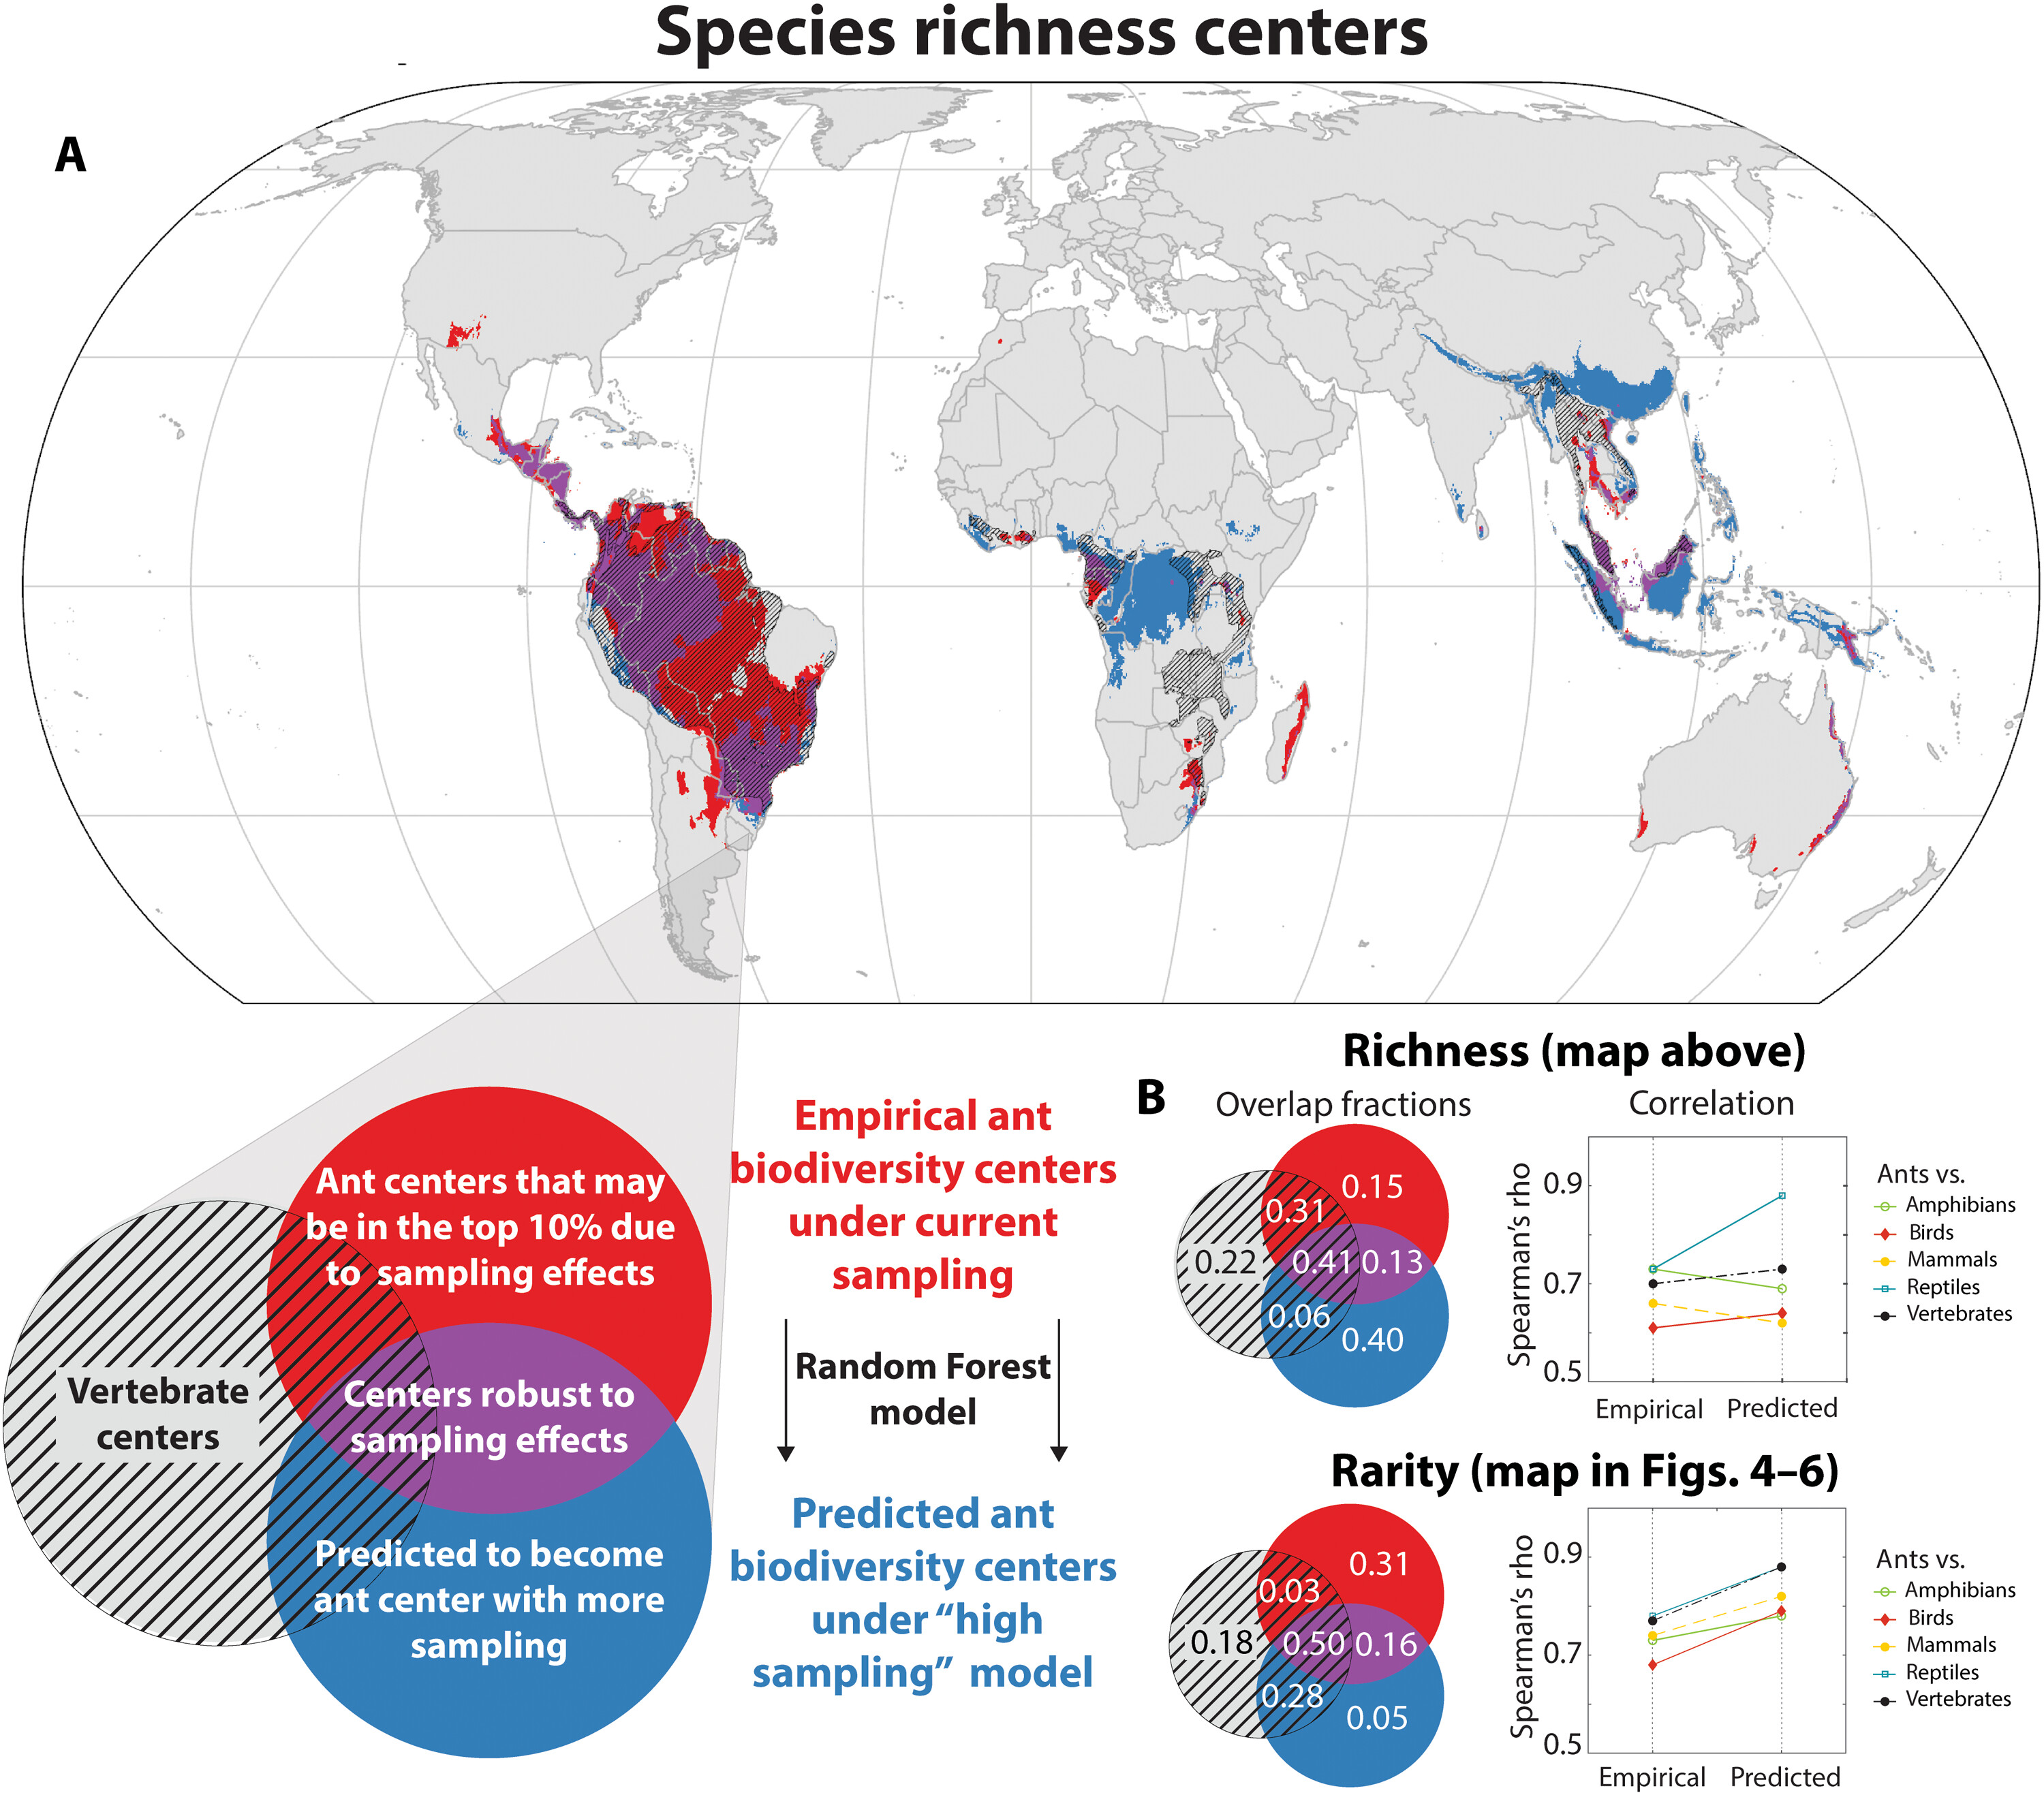 Species richness centers
A
Ant centers that may
be in the top 10% due
to sampling effects
Vertebrate
centers
Centers robust to
sampling effects
Predicted to become
ant center with more
sampling
Empirical ant
biodiversity centers
under current
sampling
Random Forest
model
Predicted ant
biodiversity centers
under “high
sampling” model
Richness (map above)
B
Overlap fractions
0.15
0.31
0.22
0.41
0.13
0.06
0.40
Correlation
Spearman's rho
0.9
0.7
0.5
Empirical
Predicted
Ants vs.
Amphibians
Birds
Mammals
Reptiles
Vertebrates
Rarity (map in Figs. 4–6)
0.31
0.03
0.18
0.50
0.16
0.28
0.05
Spearman's rho
0.9
0.7
0.5
Empirical
Predicted
Ants vs.
Amphibians
Birds
Mammals
Reptiles
Vertebrates